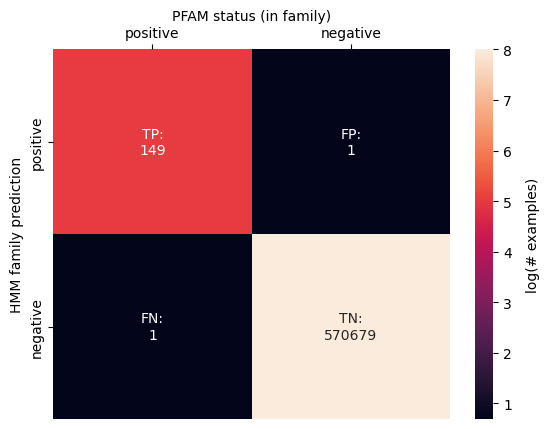 PFAM status (in family)
positive negative
HMM family prediction
positive
negative
TP:
149
FP:
1
FN:
1
TN:
570679
8
7
6
5
4
3
2
1
log(# examples)